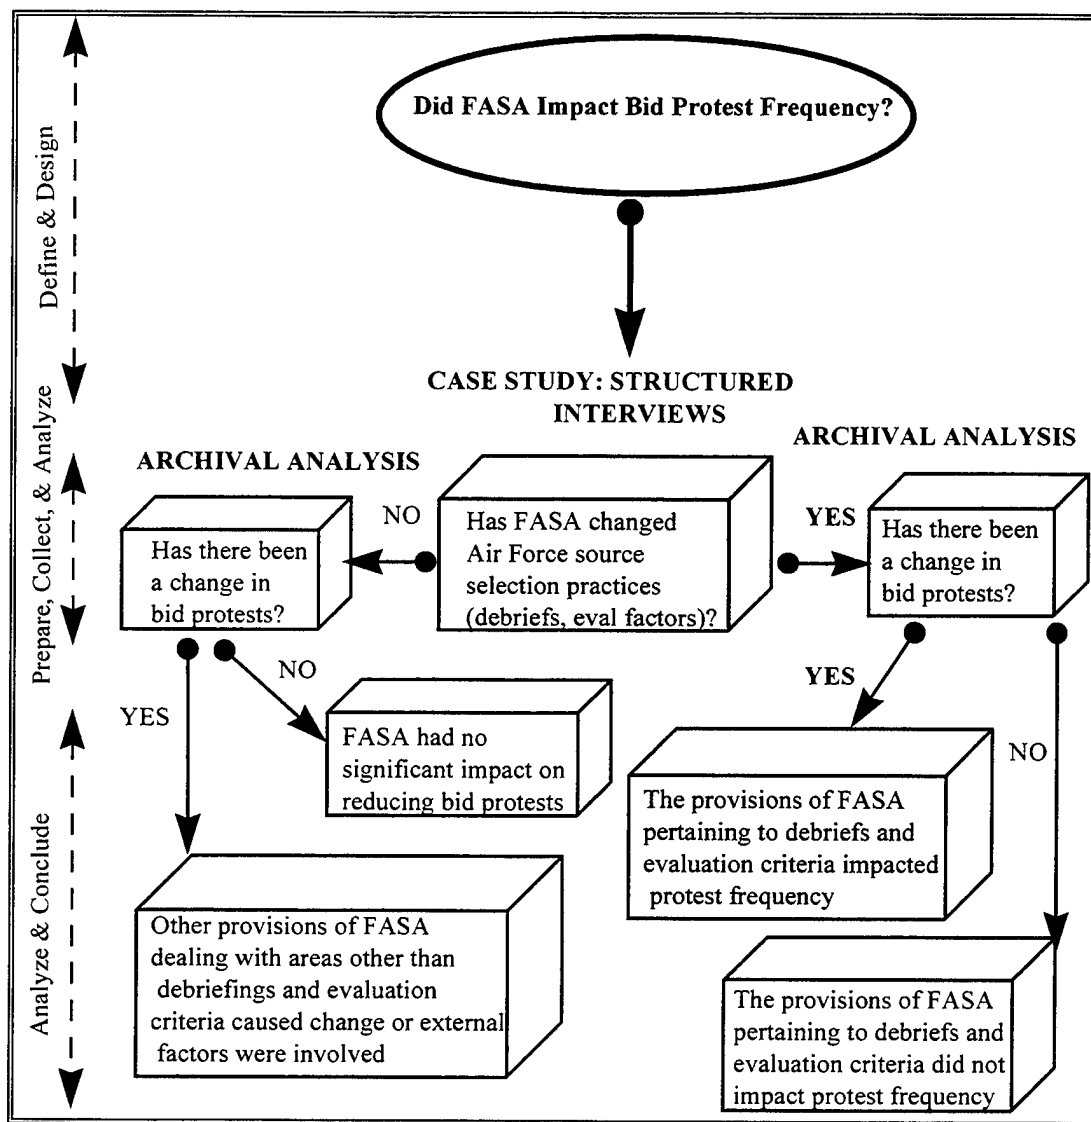 Did FASA Impact Bid Protest Frequency?
Define & Design
CASE STUDY: STRUCTURED
INTERVIEWS
Prepare, Collect, & Analyze
ARCHIVAL ANALYSIS
ARCHIVAL ANALYSIS
Has there been
a change in
bid protests?
NO
Has FASA changed
Air Force source
selection practices
(debriefs, eval factors)?
YES
Has there been
a change in
bid protests?
YES
NO
YES
NO
Analyze & Conclude
FASA had no
significant impact on
reducing bid protests
The provisions of FASA
pertaining to debriefs and
evaluation criteria impacted
protest frequency
Other provisions of FASA
dealing with areas other than
debriefings and evaluation
criteria caused change or external
factors were involved
The provisions of FASA
pertaining to debriefs and
evaluation criteria did not
impact protest frequency